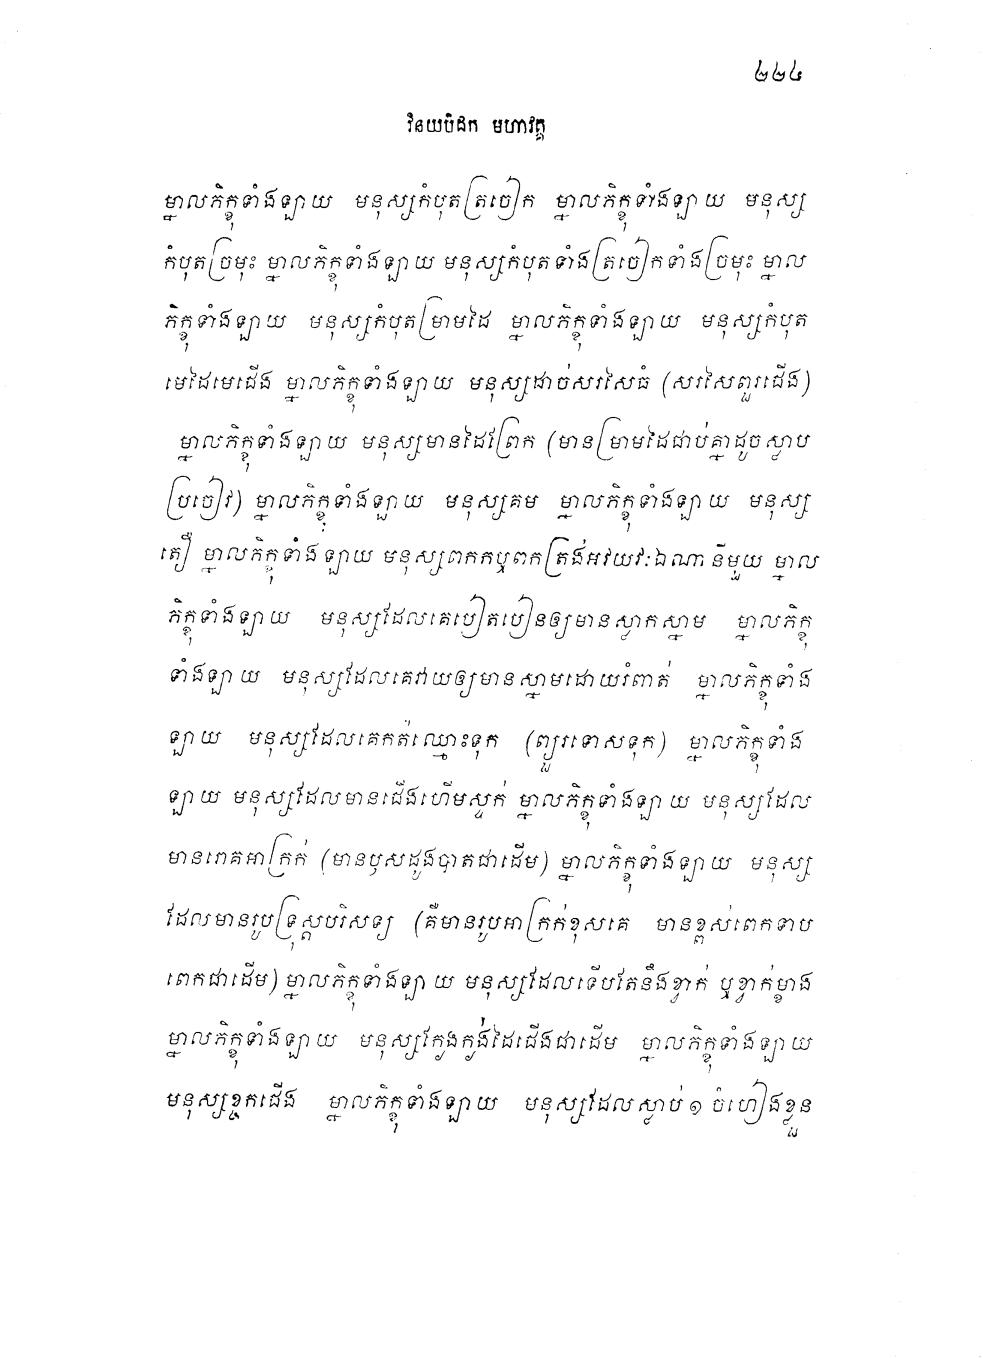 ២២៤
វិនយបិដក មហាវគ្គ
ម្នាលភិក្ខុទាំងឡាយ មនុស្សកំបុតត្រចៀក ម្នាលភិក្ខុទាំងឡាយ មនុស្ស
កំបុតច្រមុះ ម្នាលភិក្ខុទាំងឡាយ មនុស្សកំបុតទាំងត្រចៀកទាំងច្រមុះ ម្នាល
ភិក្ខុទាំងឡាយ មនុស្សកំបុតម្រាមដៃ ម្នាលភិក្ខុទាំងឡាយ មនុស្សកំបុត
មេដៃមេជើង ម្នាលភិក្ខុទាំងឡាយ មនុស្សដាច់សរសៃធំ (សរសៃពួរជើង)
ម្នាលភិក្ខុទាំងឡាយ មនុស្សមានដៃព្រែក (មានម្រាមដៃជាប់គ្នាដូចស្លាប
ប្រចៀវ) ម្នាលភិក្ខុទាំងឡាយ មនុស្សគម ម្នាលភិក្ខុទាំងឡាយ មនុស្ស
តឿ ម្នាលភិក្ខុទាំងឡាយ មនុស្សពកកឬពកត្រង់អវយវៈឯណានីមួយ ម្នាល
ភិក្ខុទាំងឡាយ មនុស្សដែលគេបៀតបៀនឲ្យមានស្លាកស្នាម ម្នាលភិក្ខុ
ទាំងឡាយ មនុស្សដែលគេវាយឲ្យមានស្នាមដោយរំពាត់ ម្នាលភិក្ខុទាំង
ឡាយ មនុស្សដែលគេកត់ឈ្មោះទុក (ព្យួរទោសទុក) ម្នាលភិក្ខុទាំង
ឡាយ មនុស្សដែលមានជើងហើមស្ទក់ ម្នាលភិក្ខុទាំងឡាយ មនុស្សដែល
មានរោគអាក្រក់ (មានឫសដូងបាតជាដើម) ម្នាលភិក្ខុទាំងឡាយ មនុស្ស
ដែលមានរូបទ្រុស្តបរិសទ្យ (គឺមានរូបអាក្រក់ខុសគេ មានខ្ពស់ពេកទាប
ពេកជាដើម) ម្នាលភិក្ខុទាំងឡាយ មនុស្សដែលទើបតែនឹងខ្វាក់ ឬខ្វាក់ម្ខាង
ម្នាលភិក្ខុទាំងឡាយ មនុស្សក្ងែងក្ងង់ដៃជើងជាដើម ម្នាលភិក្ខុទាំងឡាយ
មនុស្សខ្ចកជើង ម្នាលភិក្ខុទាំងឡាយ មនុស្សដែលស្លាប់ ១ ចំហៀងខ្លួន